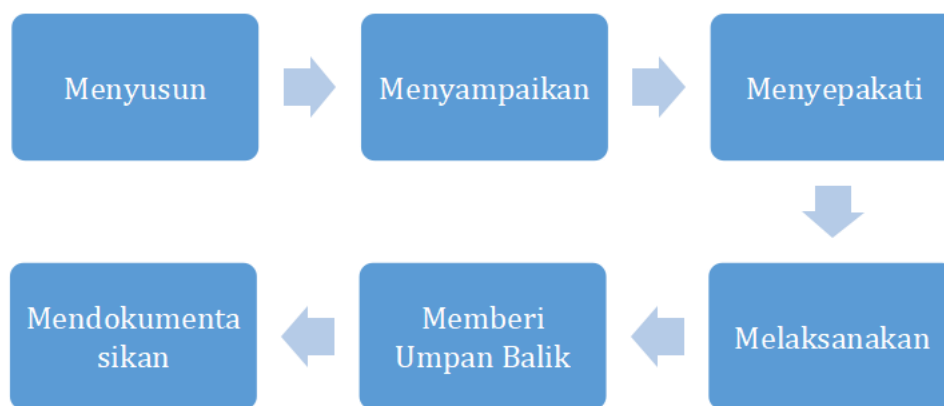 Menyusun
Menyampaikan
Menyepakati
Melaksanakan
Memberi
Umpan Balik
Mendokumenta
sikan